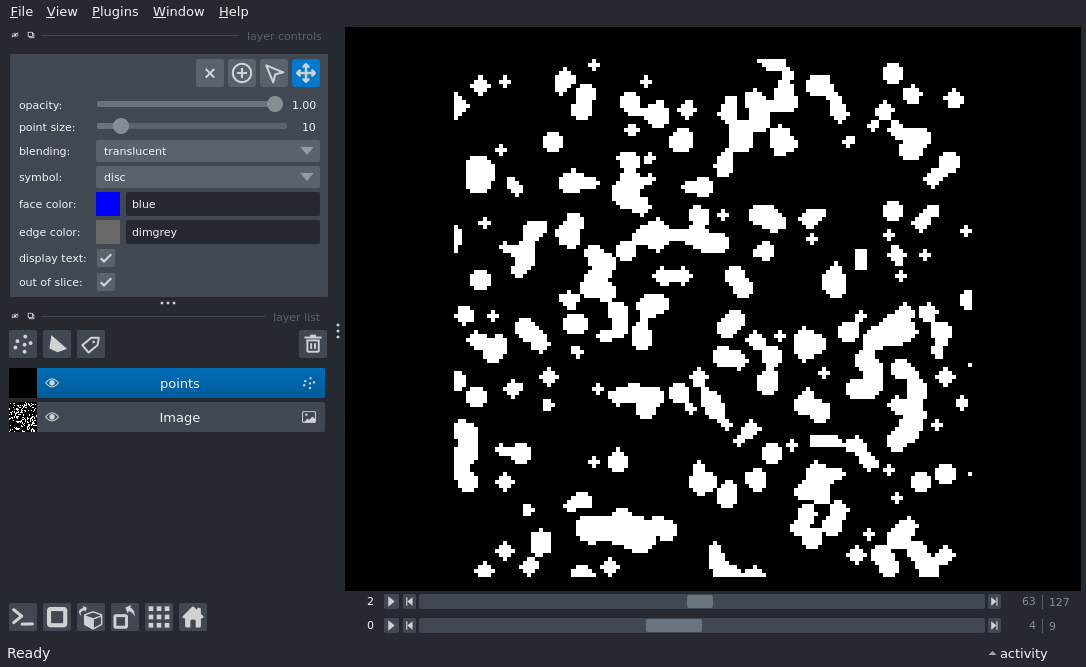 File View Plugins Window Help
layer controls
opacity: 1.00
point size: 10
blending: translucent
symbol: disc
face color: blue
edge color: dimgrey
display text:
out of slice:
layer list
points
Image
2 63 127
0 4 9
Ready activity